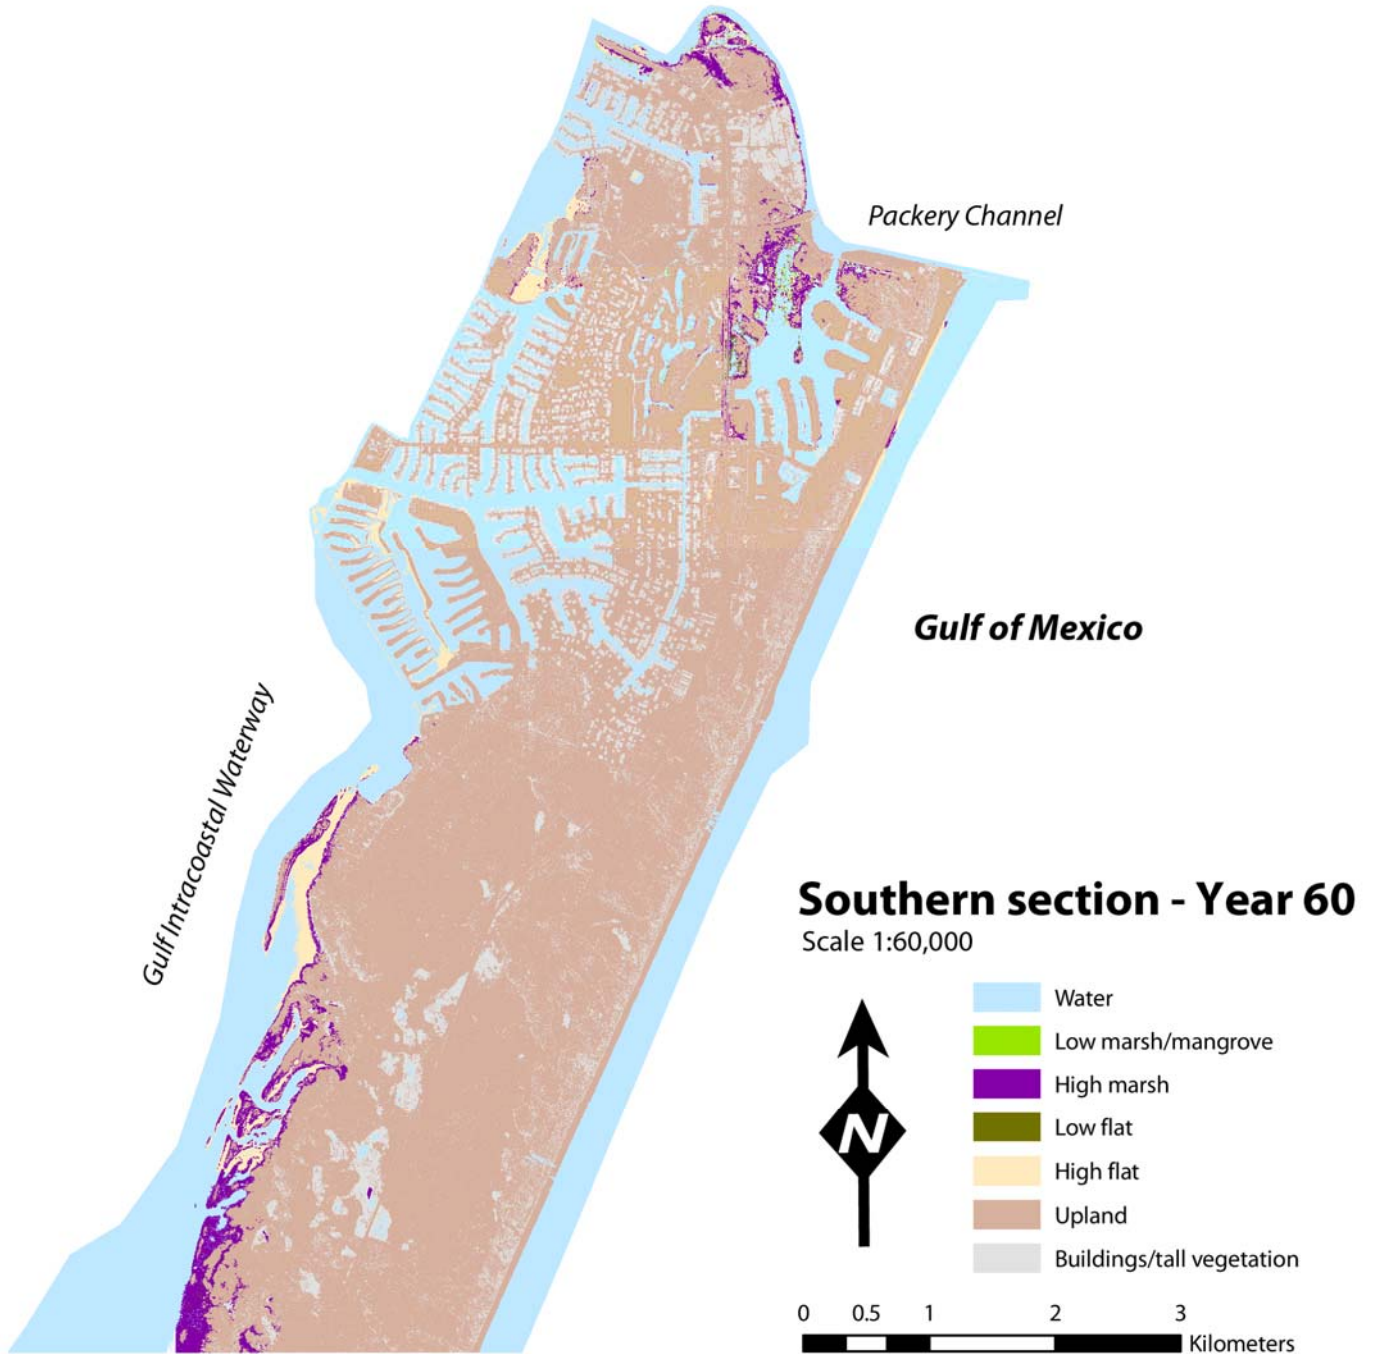 Packery Channel
Gulf of Mexico
Gulf Intracoastal Waterway
Southern section - Year 60
Scale 1:60,000
Water
Low marsh/mangrove
High marsh
Low flat
High flat
Upland
Buildings/tall vegetation
N
0 0.5 1 2 3
Kilometers